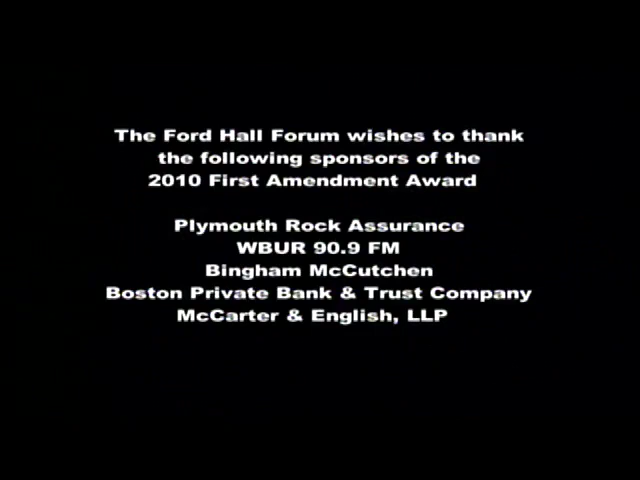 The Ford Hall Forum wishes to thank
the following sponsors of the
2010 First Amendment Award
Plymouth Rock Assurance
WBUR 90.9 FM
Bingham McCutchen
Boston Private Bank & Trust Company
McCarter & English, LLP